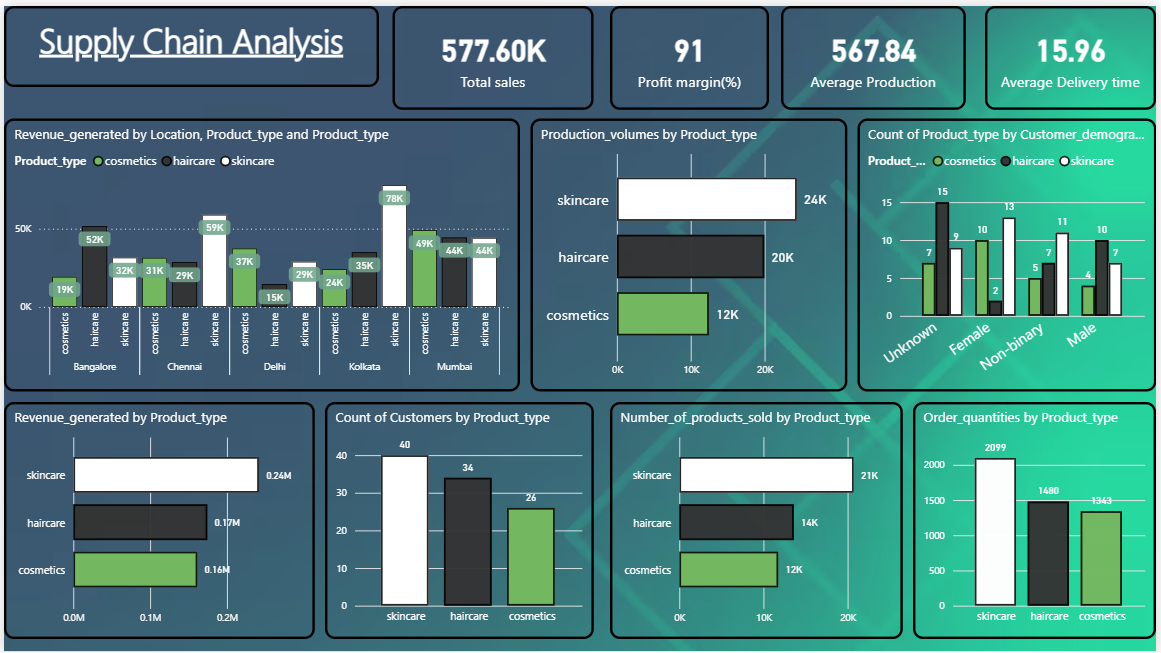 Supply Chain Analysis
577.60K
Total sales
91
Profit margin(%)
567.84
Average Production
15.96
Average Delivery time
Revenue_generated by Location, Product_type and Product_type
Product_type cosmetics haircare skincare
50K
0K
19K
52K
32K
31K
29K
59K
37K
15K
29K
24K
35K
78K
49K
44K
44K
cosmetics haircare skincare cosmetics haircare skincare cosmetics haircare skincare cosmetics haircare skincare cosmetics haircare skincare
Bangalore Chennai Delhi Kolkata Mumbai
Production_volumes by Product_type
skincare 24K
haircare 20K
cosmetics 12K
0K 10K 20K
Count of Product_type by Customer_demogra...
Product_... cosmetics haircare skincare
15
10
5
0
7
15
9
10
2
13
5
7
11
4
10
7
Unknown Female Non-binary Male
Revenue_generated by Product_type
skincare 0.24M
haircare 0.17M
cosmetics 0.16M
0.0M 0.1M 0.2M
Count of Customers by Product_type
40
30
20
10
0
40
34
26
skincare haircare cosmetics
Number_of_products_sold by Product_type
skincare 21K
haircare 14K
cosmetics 12K
0K 10K 20K
Order_quantities by Product_type
2000
1500
1000
500
0
2099
1480
1343
skincare haircare cosmetics